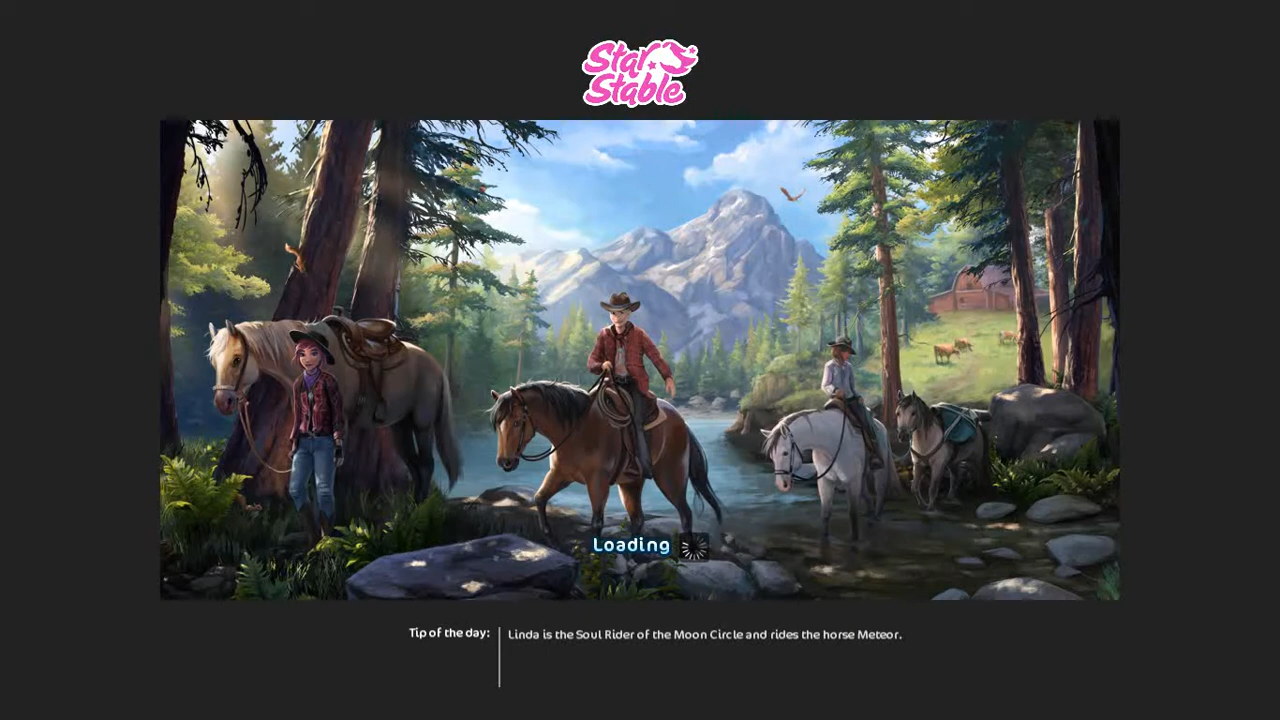 Star
Stable
Loading
Tip of the day:
Linda is the Soul Rider of the Moon Circle and rides the horse Meteor.